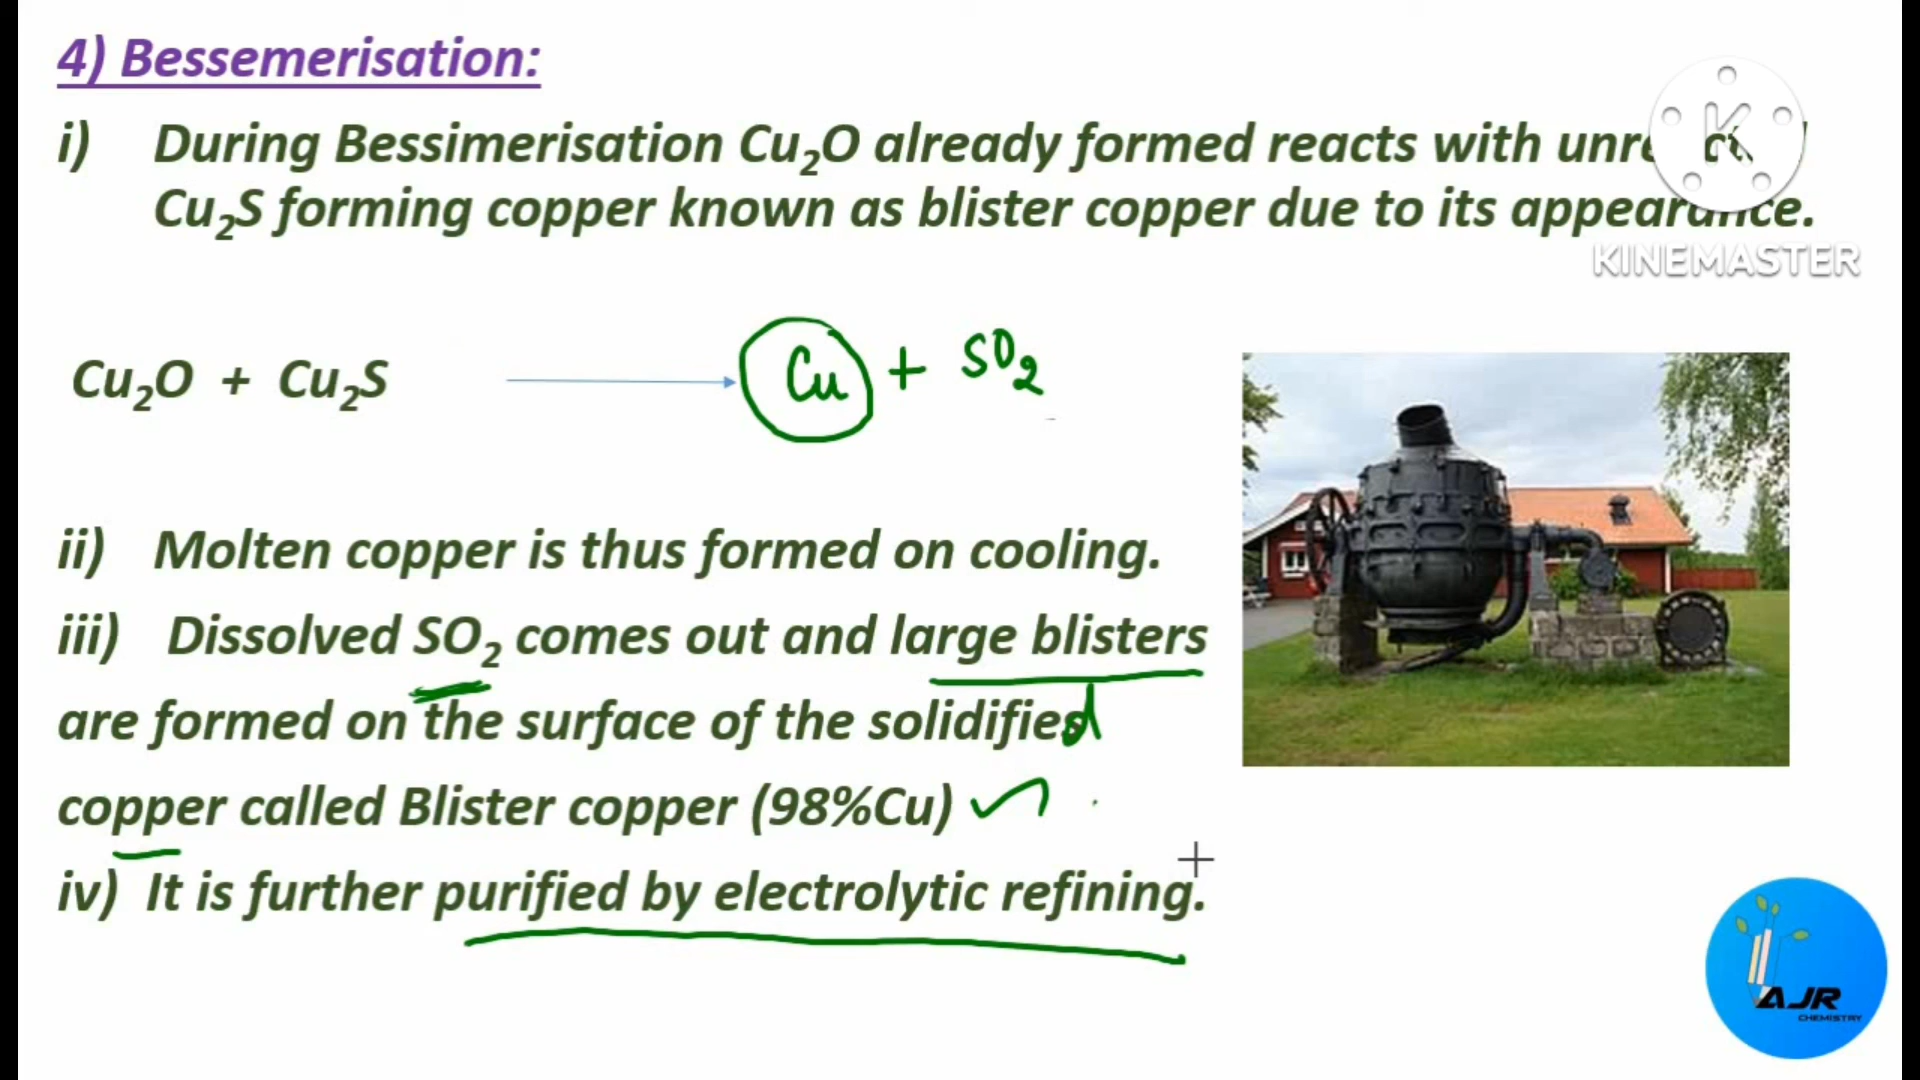 4) Bessemerisation:
i) During Bessimerisation Cu₂O already formed reacts with
Cu₂S forming copper known as blister copper due to its appearance.
KINEMASTER
Cu₂O + Cu₂S Cu + SO₂
ii) Molten copper is thus formed on cooling.
iii) Dissolved SO₂ comes out and large blisters
are formed on the surface of the solidified
copper called Blister copper (98%Cu)
iv) It is further purified by electrolytic refining.
AJR
CHEMISTRY